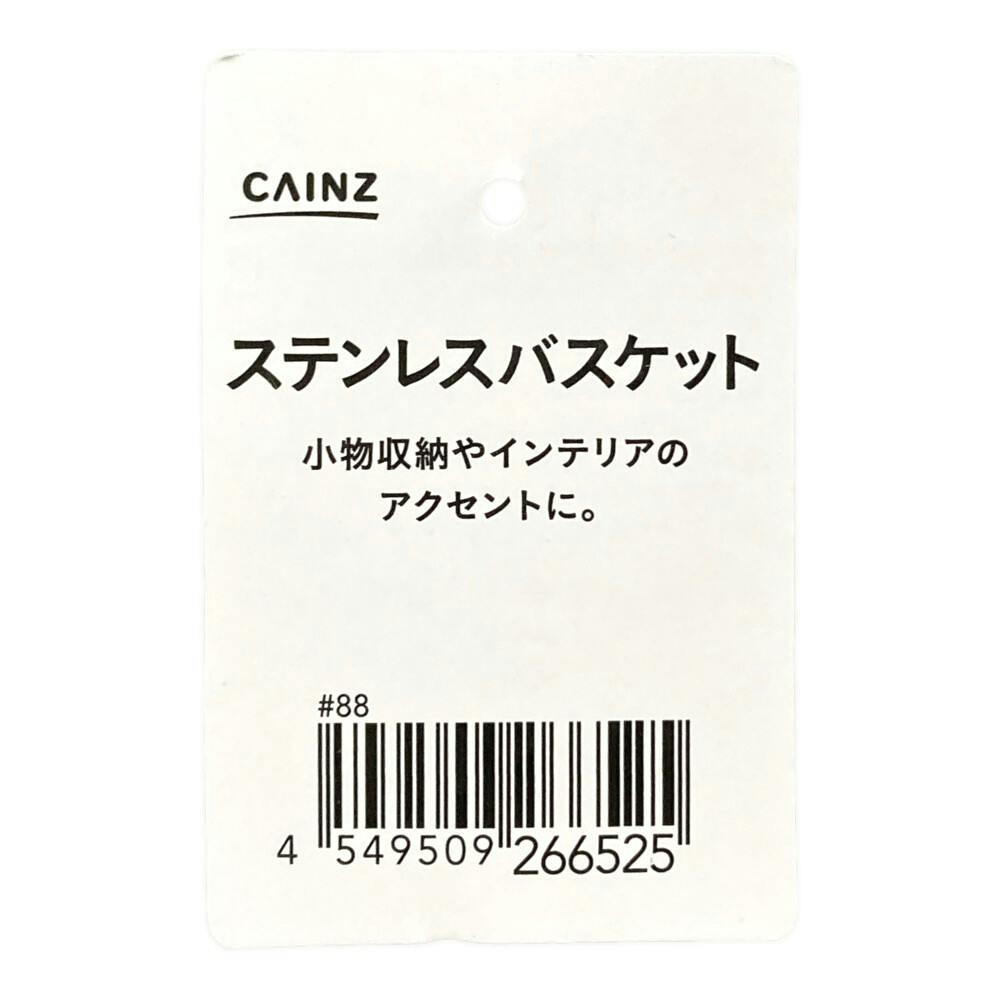 CAINZ
ステンレスバスケット
小物収納やインテリアの
アクセントに。
#88
4 549509 266525